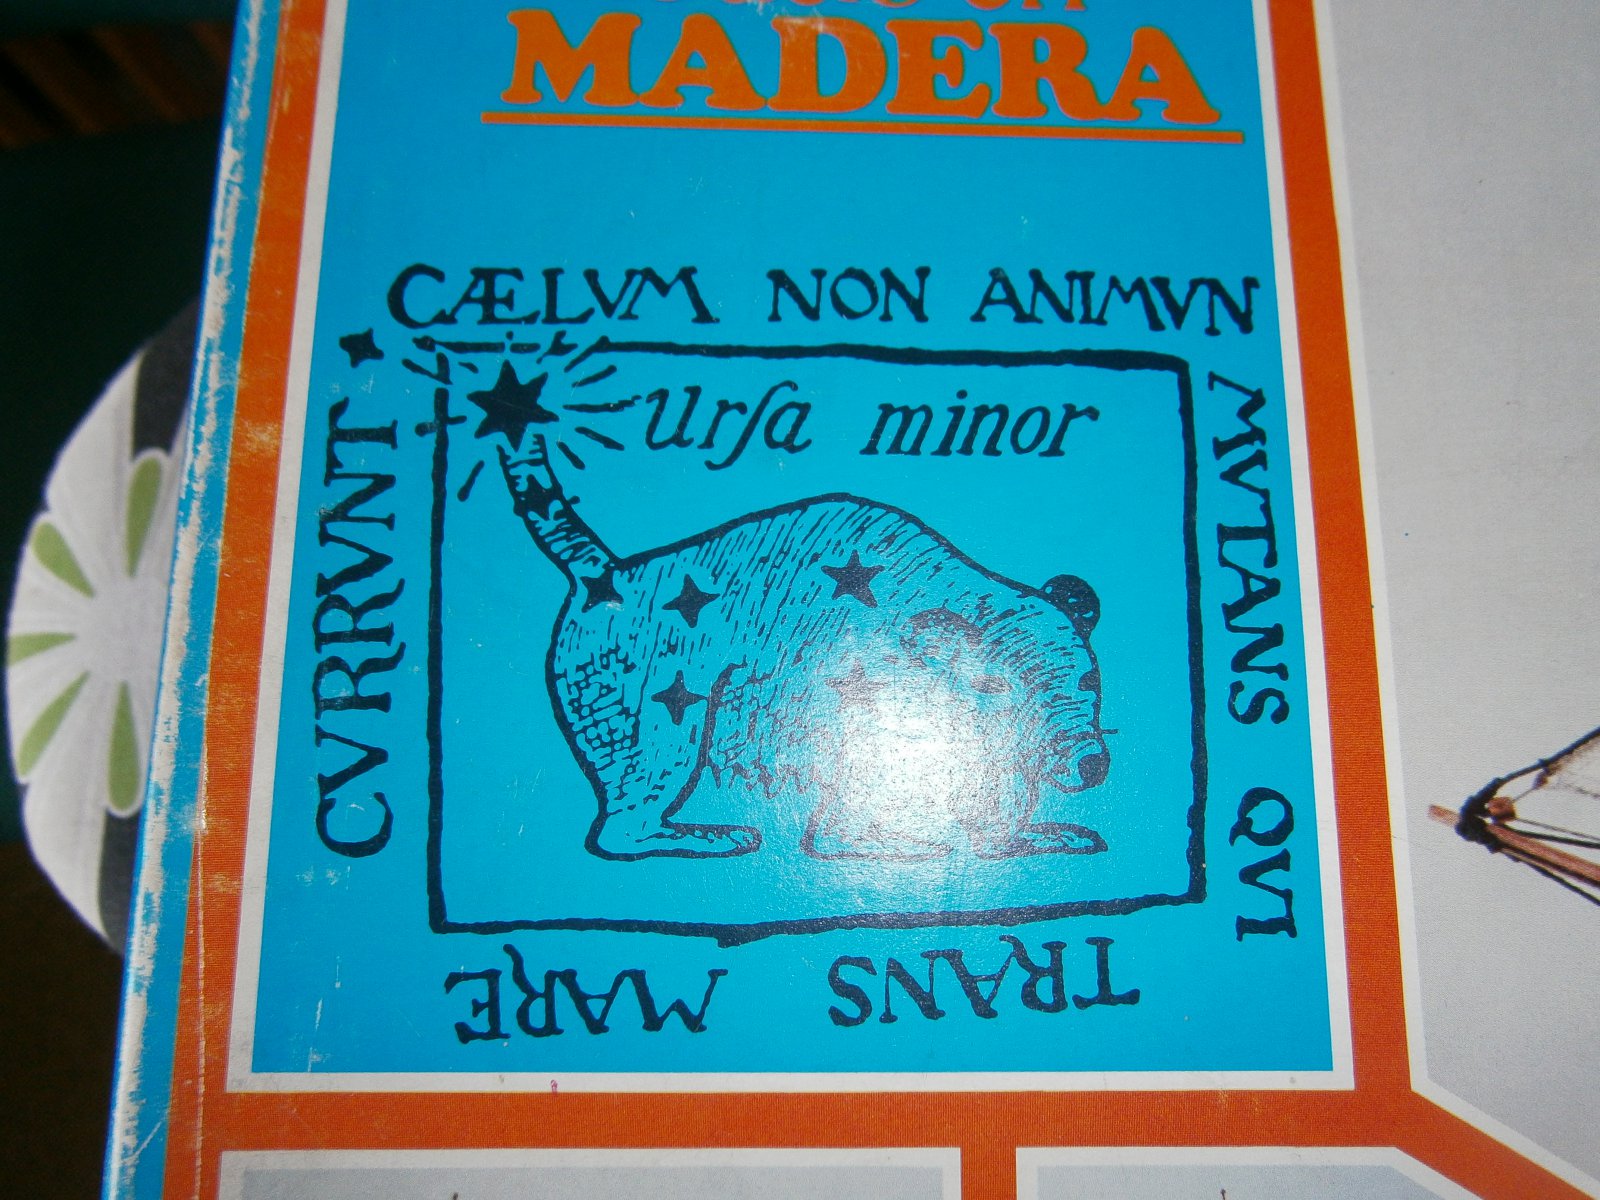 MADERA
CÆLVM NON ANIMVN
MVTANS QVI
TRANS MARE
CVRRVNT
Urſa minor